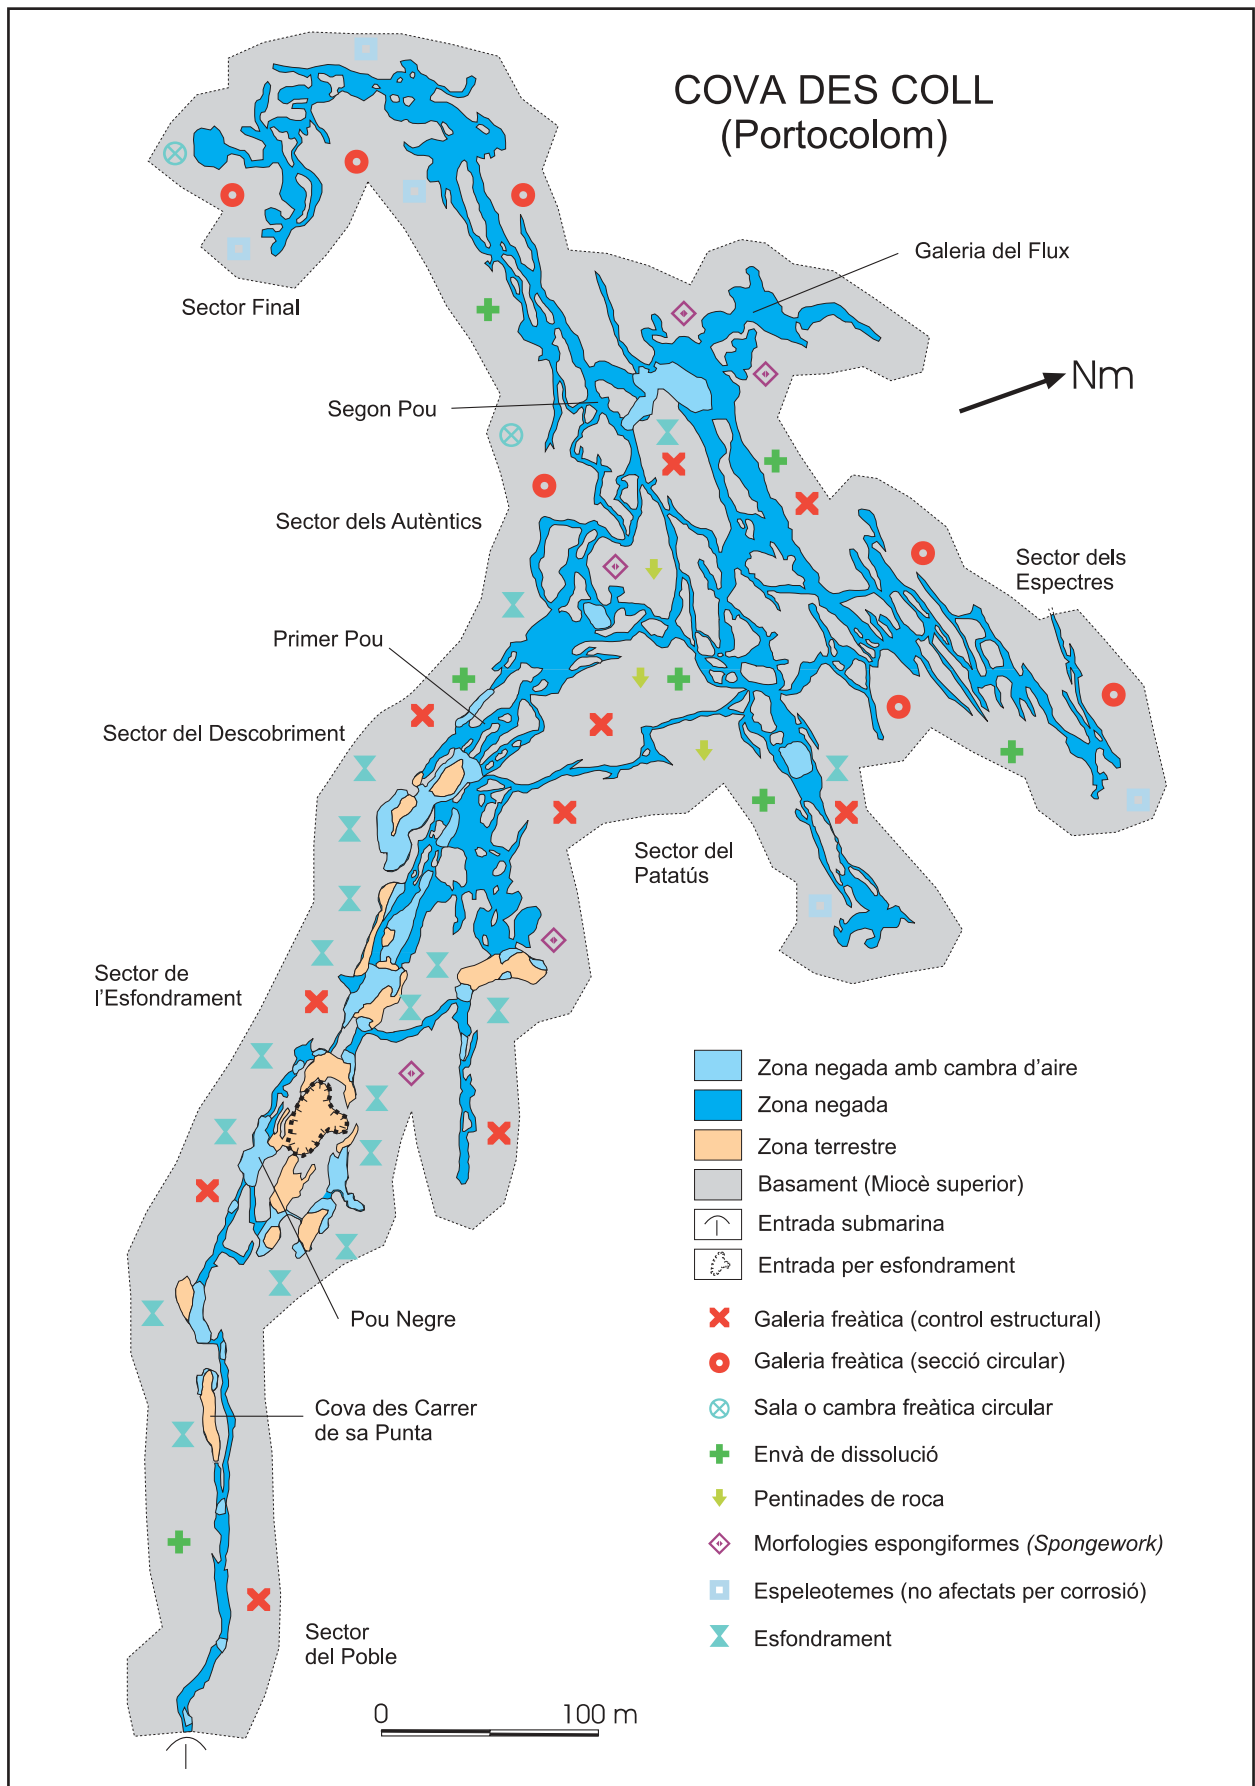 COVA DES COLL
(Portocolom)
Galeria del Flux
Sector Final
Nm
Segon Pou
Sector dels Autèntics
Sector dels
Espectres
Primer Pou
Sector del Descobriment
Sector del
Patatús
Sector de
l'Esfondrament
Pou Negre
Cova des Carrer
de sa Punta
Sector
del Poble
0 100 m
Zona negada amb cambra d'aire
Zona negada
Zona terrestre
Basament (Miocè superior)
Entrada submarina
Entrada per esfondrament
Galeria freàtica (control estructural)
Galeria freàtica (secció circular)
Sala o cambra freàtica circular
Envà de dissolució
Pentinades de roca
Morfologies espongiformes (Spongework)
Espeleotemes (no afectats per corrosió)
Esfondrament